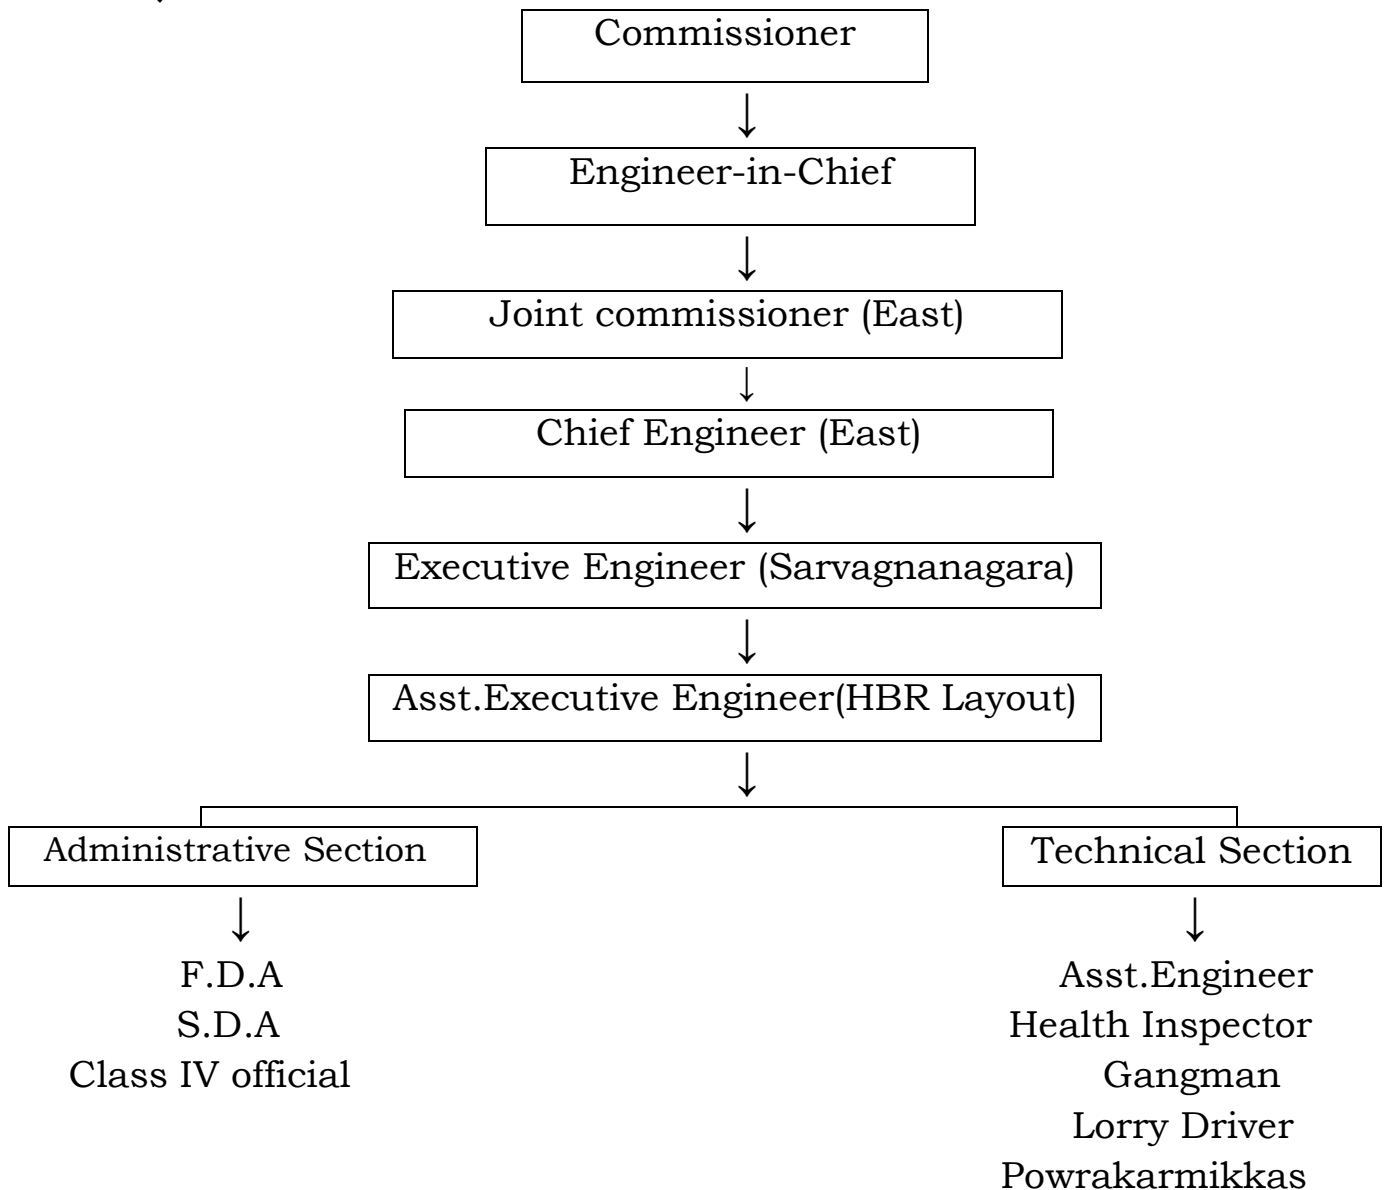 Commissioner
Engineer-in-Chief
Joint commissioner (East)
Chief Engineer (East)
Executive Engineer (Sarvagnanagara)
Asst.Executive Engineer(HBR Layout)
Administrative Section
F.D.A
S.D.A
Class IV official
Technical Section
Asst.Engineer
Health Inspector
Gangman
Lorry Driver
Powrakarmikkas